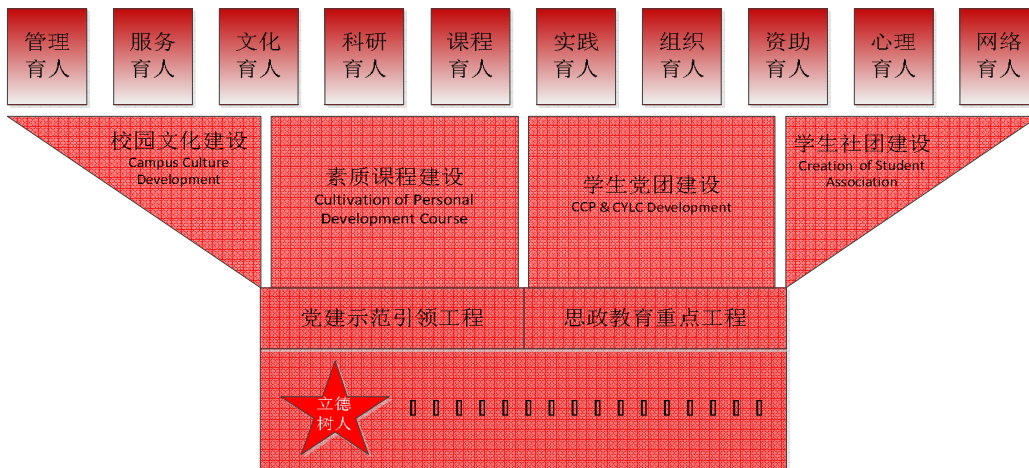 管理
育人
服务
育人
文化
育人
科研
育人
课程
育人
实践
育人
组织
育人
资助
育人
心理
育人
网络
育人
校园文化建设
Campus Culture
Development
素质课程建设
Cultivation of Personal
Development Course
学生党团建设
CCP & CYLC Development
学生社团建设
Creation of Student
Association
党建示范引领工程
思政教育重点工程
立德
树人